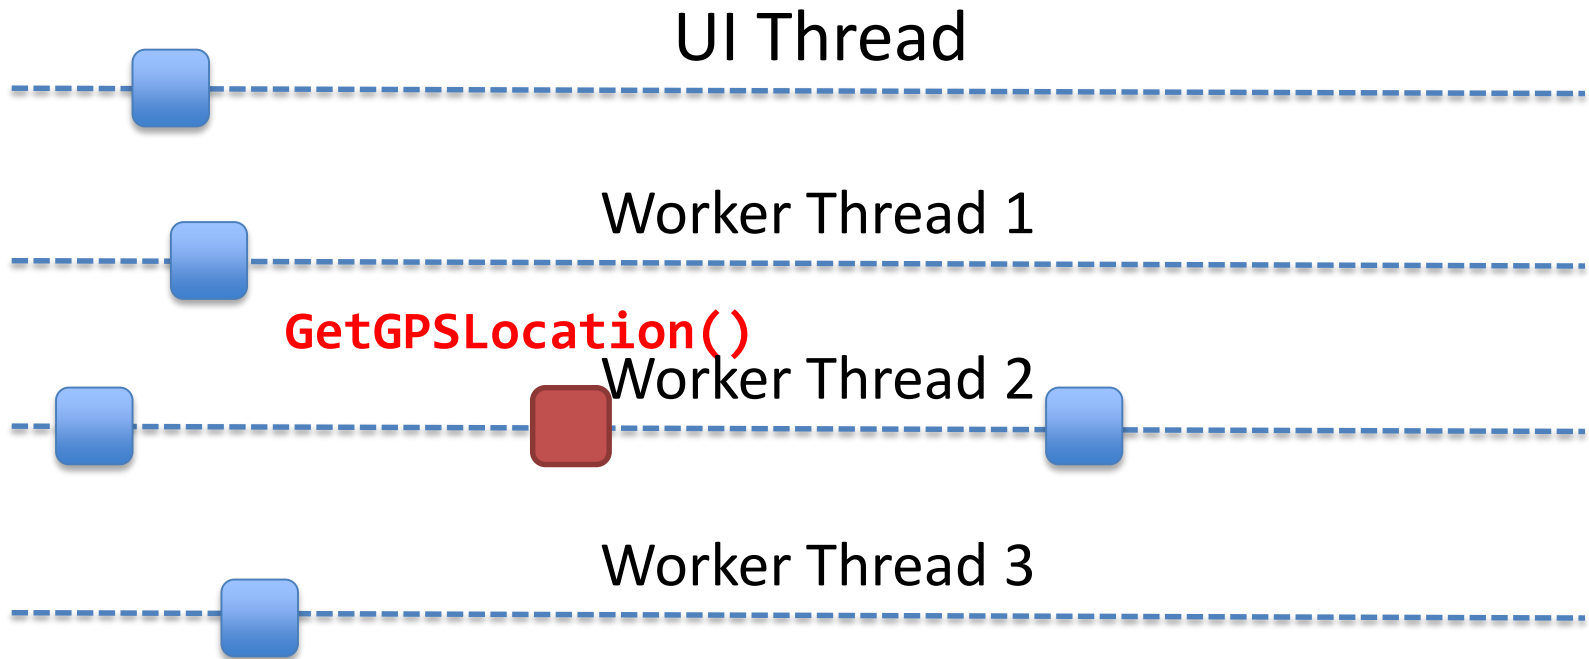 UI Thread
Worker Thread 1
GetGPSLocation()
Worker Thread 2
Worker Thread 3